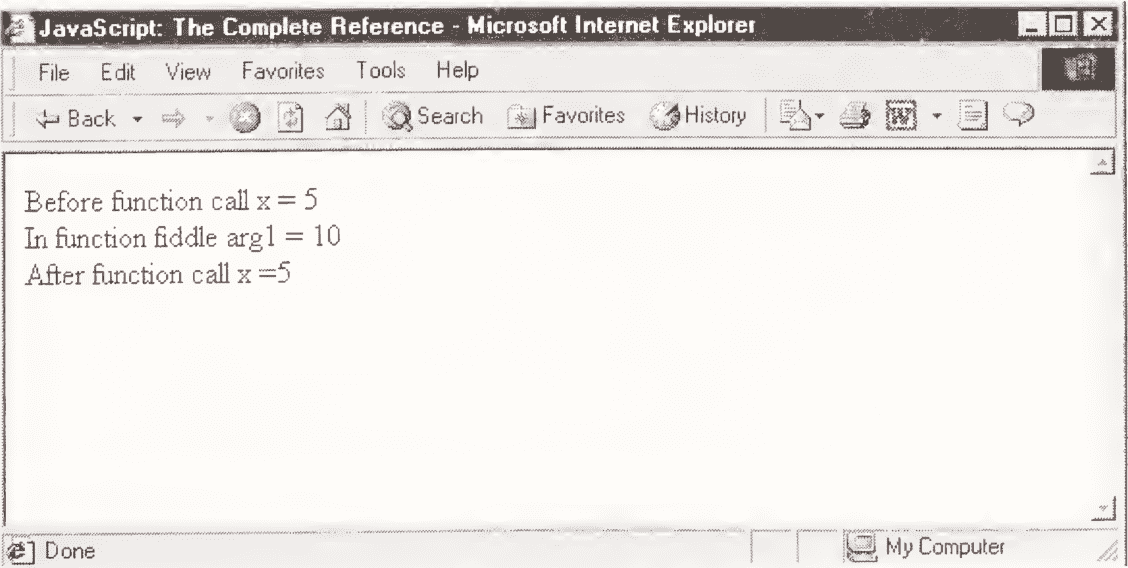 JavaScript: The Complete Reference - Microsoft Internet Explorer
File Edit View Favorites Tools Help
Back Search Favorites History
Before function call x = 5
In function fiddle arg1 = 10
After function call x =5
Done My Computer